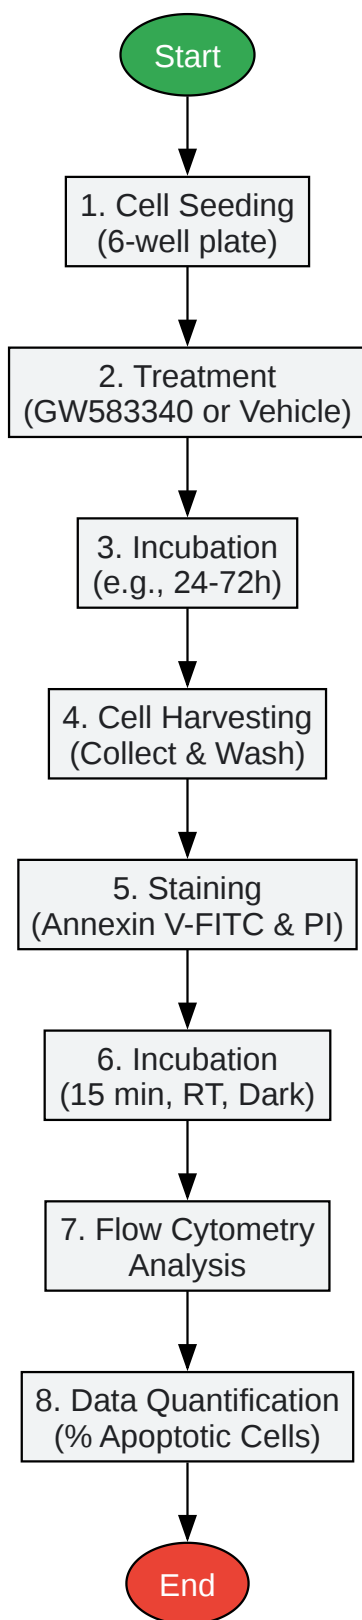 Start
1. Cell Seeding
(6-well plate)
2. Treatment
(GW583340 or Vehicle)
3. Incubation
(e.g., 24-72h)
4. Cell Harvesting
(Collect & Wash)
5. Staining
(Annexin V-FITC & PI)
6. Incubation
(15 min, RT, Dark)
7. Flow Cytometry
Analysis
8. Data Quantification
(% Apoptotic Cells)
End